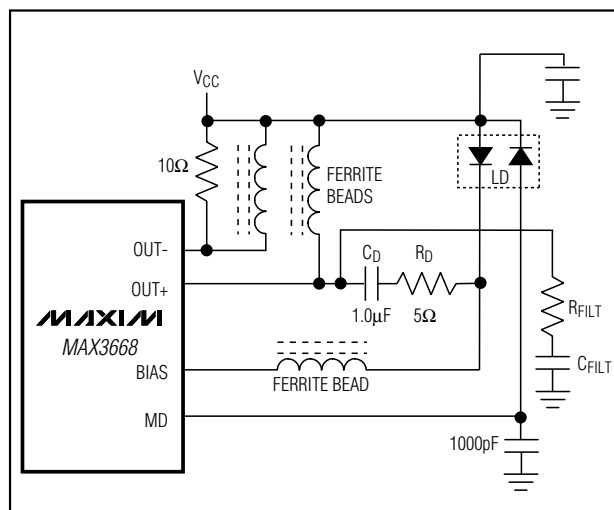 VCC
10Ω
FERRITE
BEADS
LD
OUT-
OUT+
CD
RD
1.0µF
5Ω
RFILT
CFILT
MAXIM
MAX3668
BIAS
FERRITE BEAD
MD
1000pF